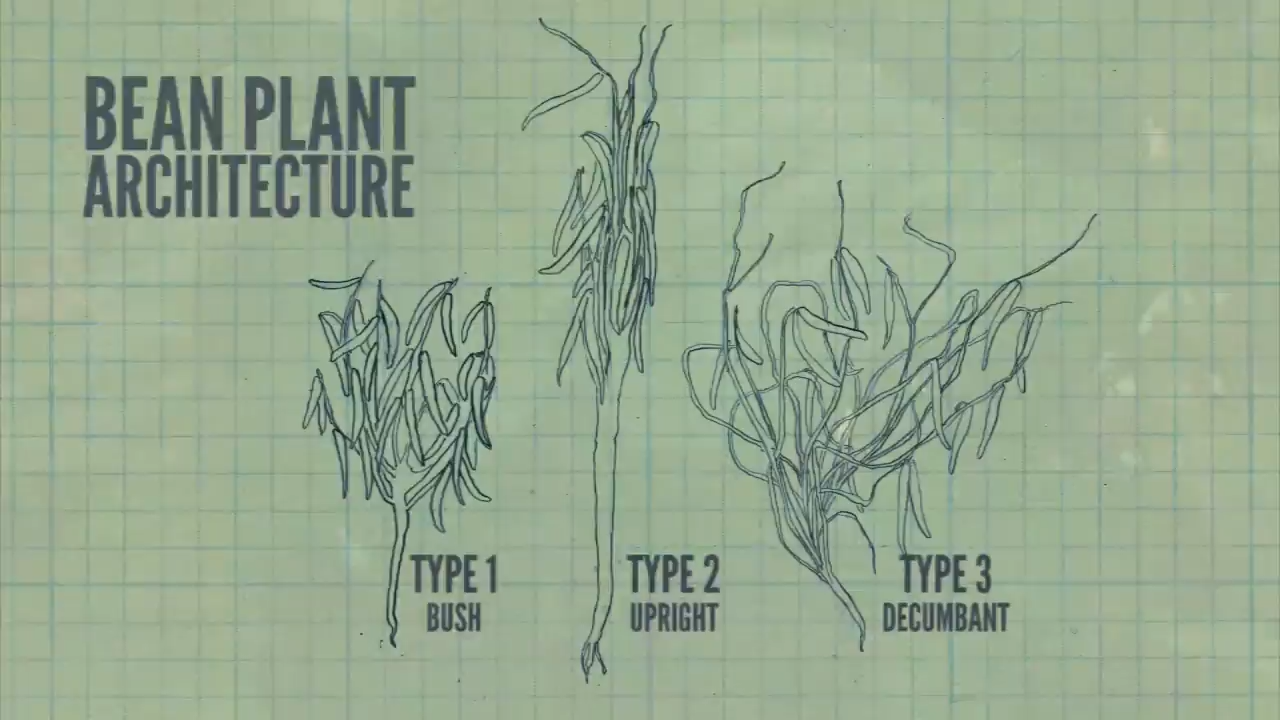 BEAN PLANT
ARCHITECTURE
TYPE 1
BUSH
TYPE 2
UPRIGHT
TYPE 3
DECUMBANT